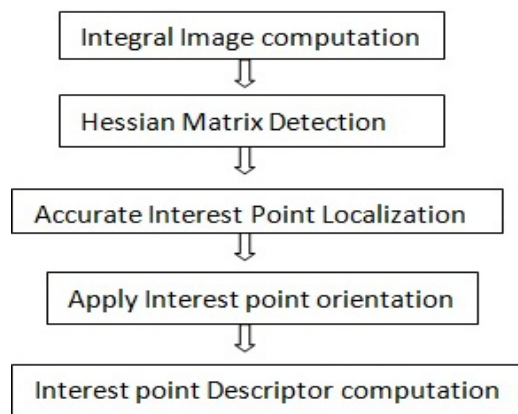 Integral Image computation
Hessian Matrix Detection
Accurate Interest Point Localization
Apply Interest point orientation
Interest point Descriptor computation